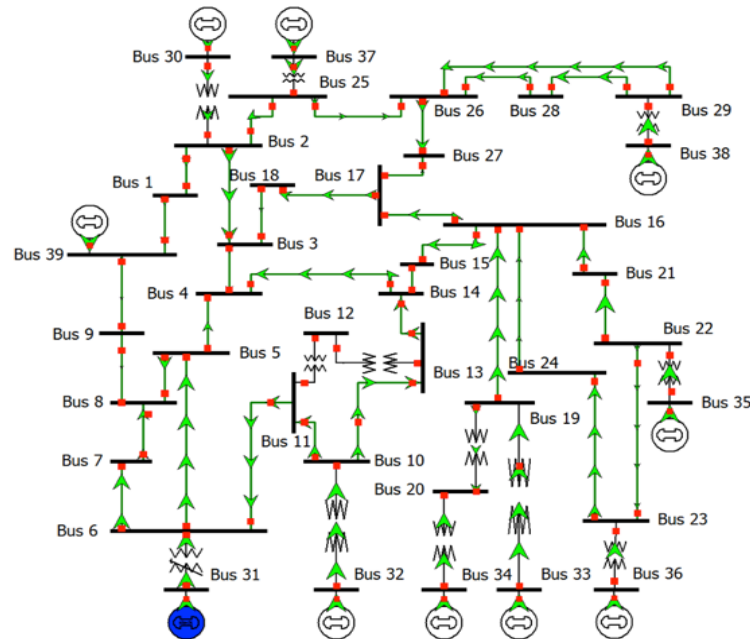 Bus 30
Bus 37
Bus 25
Bus 26
Bus 28
Bus 29
Bus 2
Bus 27
Bus 38
Bus 18
Bus 17
Bus 1
Bus 16
Bus 39
Bus 3
Bus 15
Bus 21
Bus 4
Bus 14
Bus 12
Bus 9
Bus 22
Bus 5
Bus 13
Bus 24
Bus 8
Bus 35
Bus 11
Bus 19
Bus 7
Bus 10
Bus 20
Bus 6
Bus 23
Bus 31
Bus 32
Bus 34
Bus 33
Bus 36